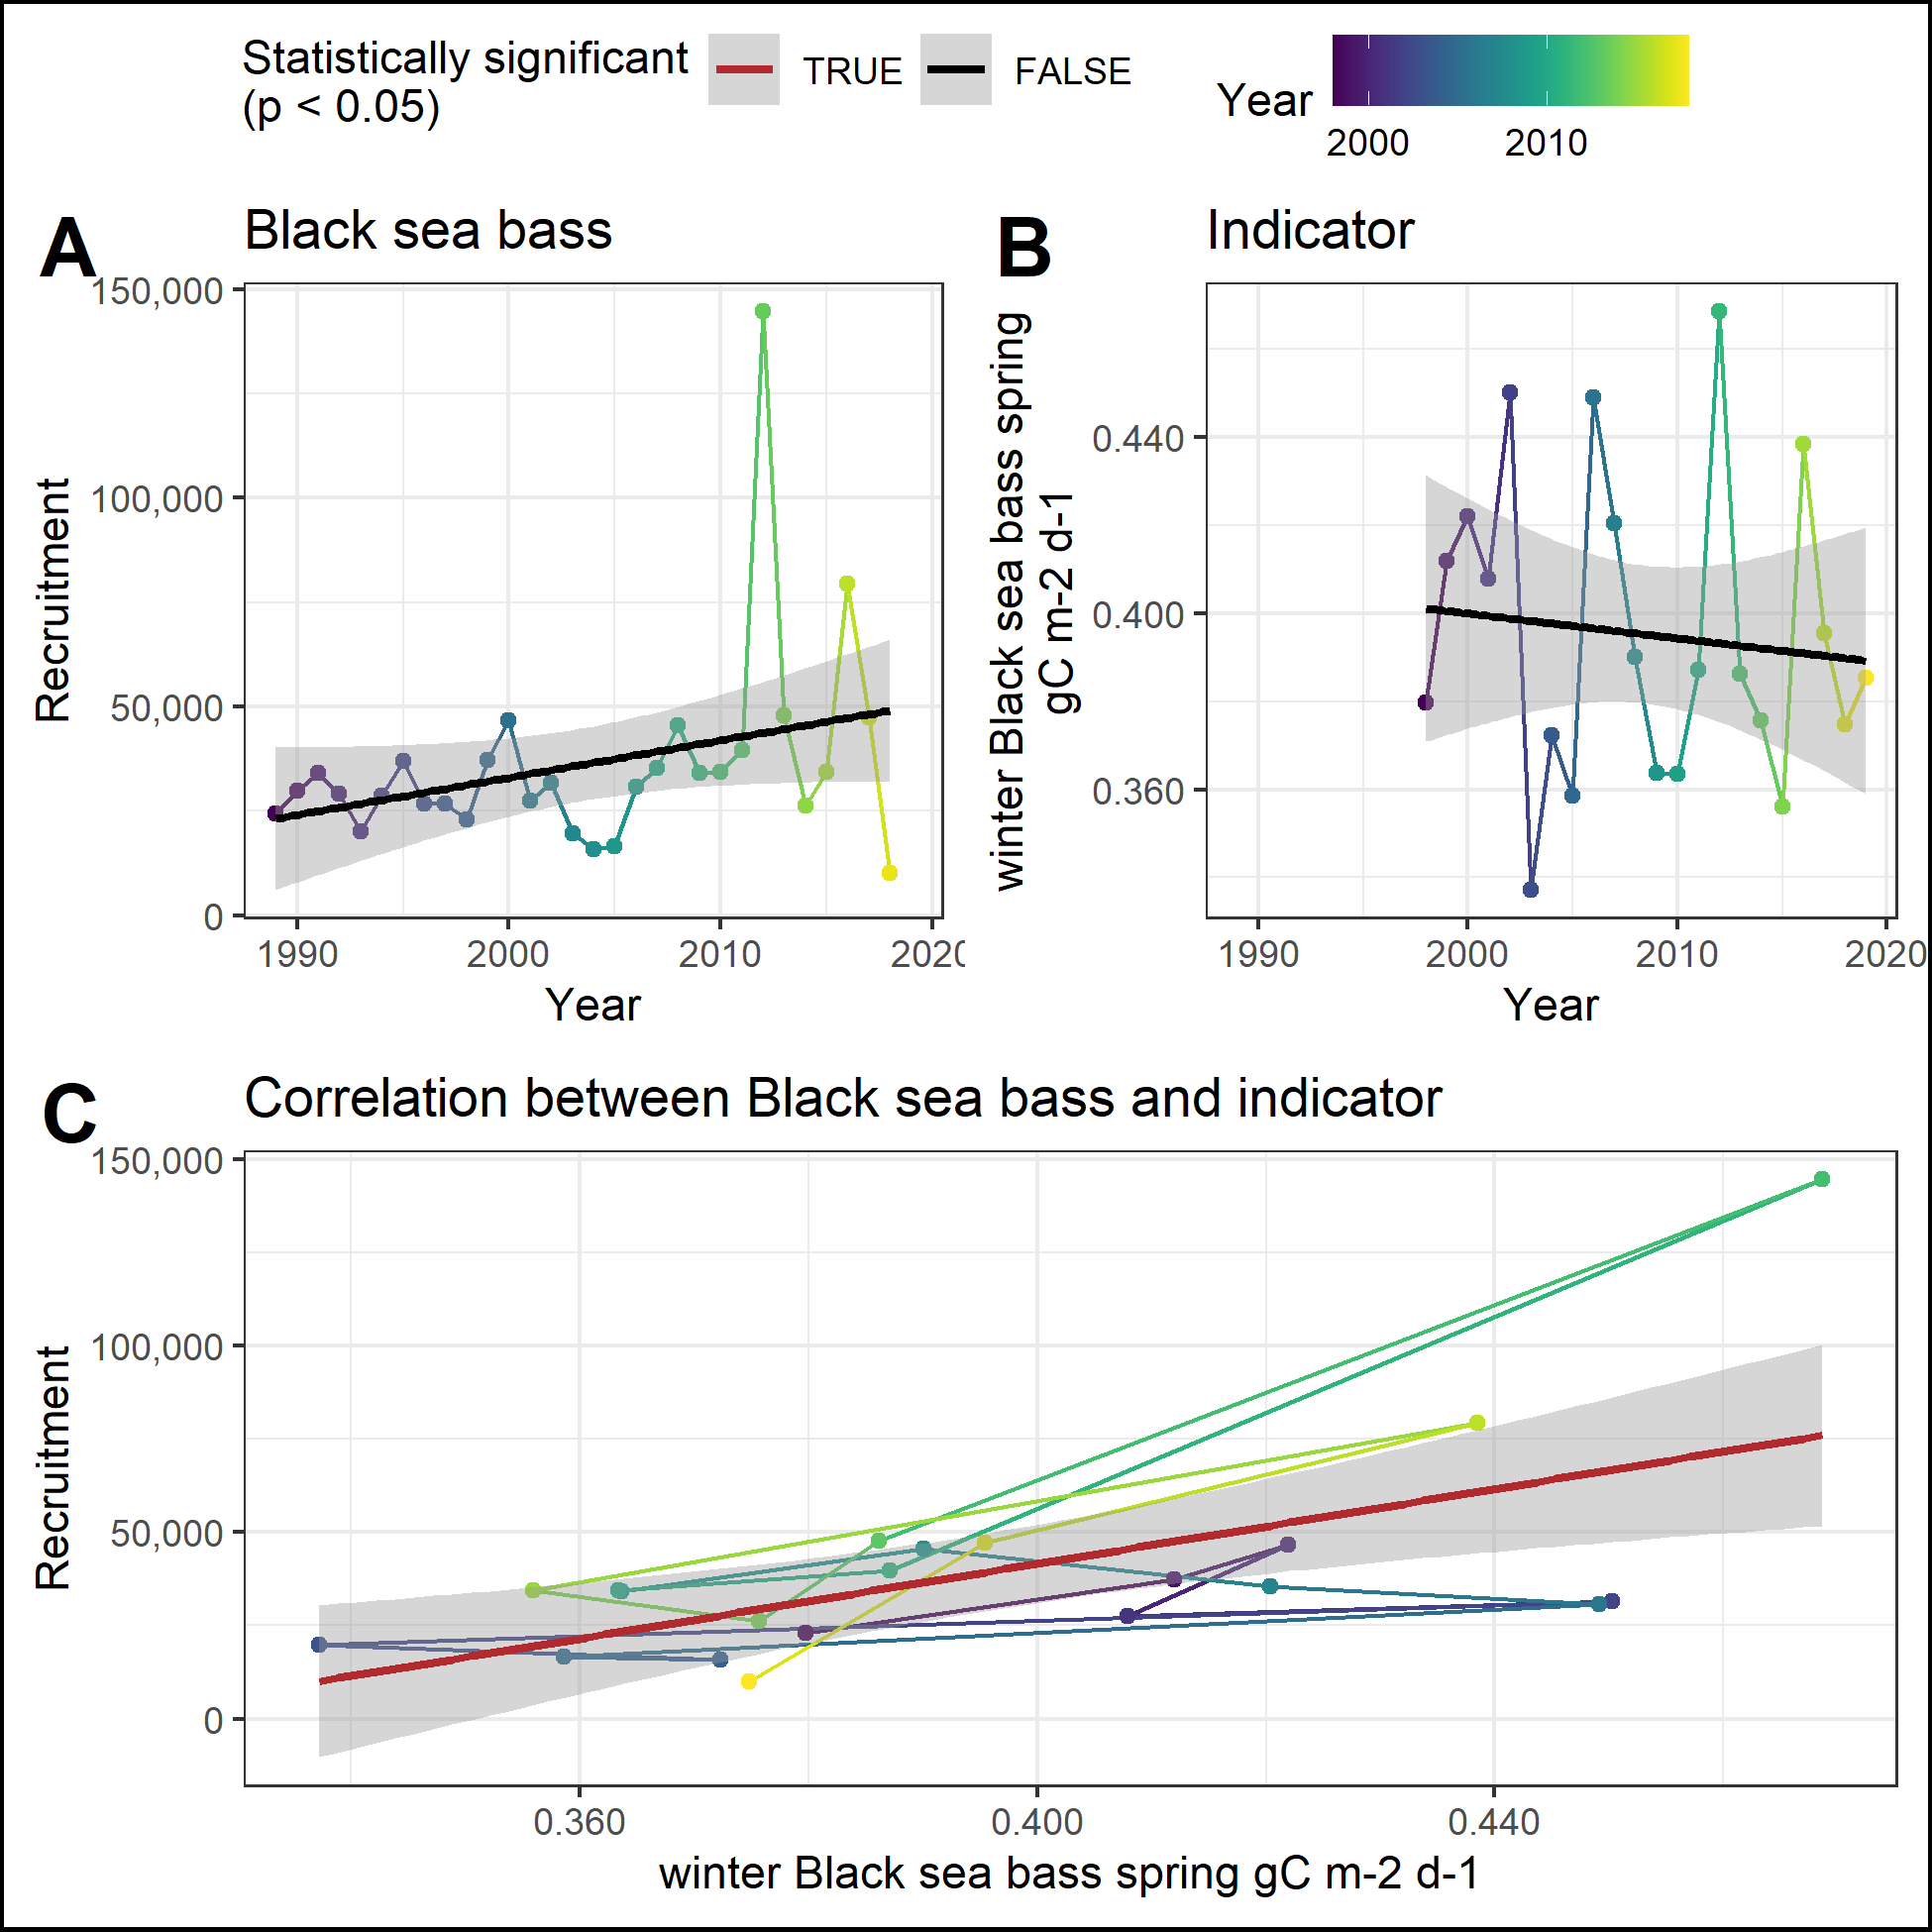 Statistically significant
(p < 0.05)
TRUE
FALSE
Year
2000
2010
A
Black sea bass
150,000
100,000
50,000
0
Recruitment
1990
2000
2010
2020
Year
B
Indicator
winter Black sea bass spring
gC m-2 d-1
0.440
0.400
0.360
1990
2000
2010
2020
Year
C
Correlation between Black sea bass and indicator
150,000
100,000
50,000
0
Recruitment
0.360
0.400
0.440
winter Black sea bass spring gC m-2 d-1